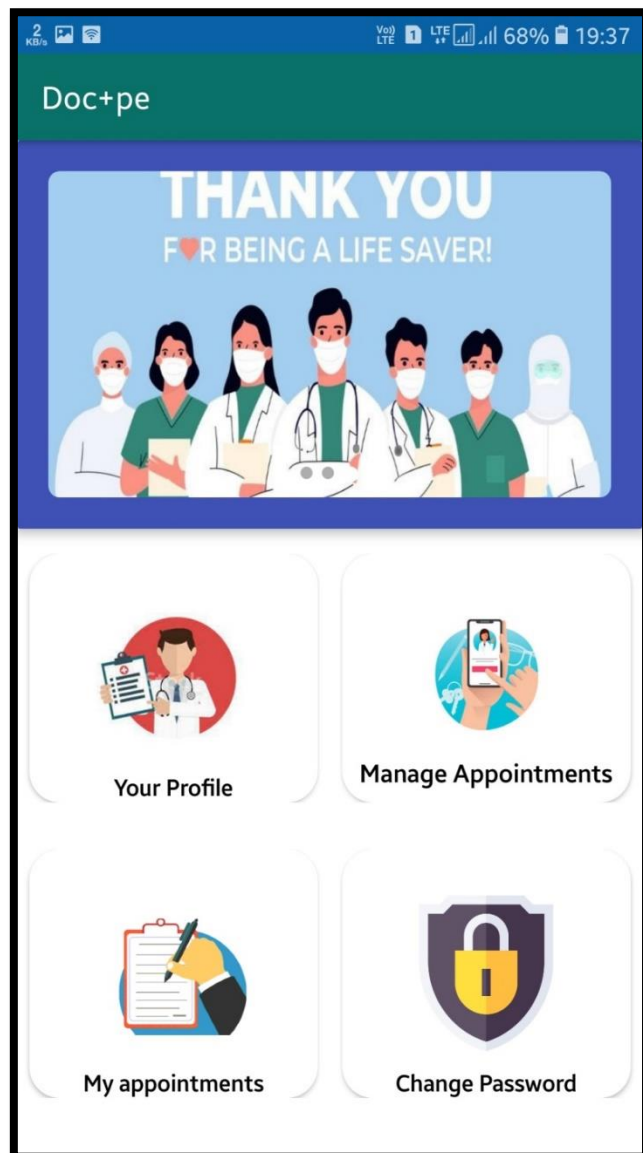 2
KB/s
Vo))
LTE 1 LTE 68% 19:37
Doc+pe
THANK YOU
FOR BEING A LIFE SAVER!
Your Profile
Manage Appointments
My appointments
Change Password